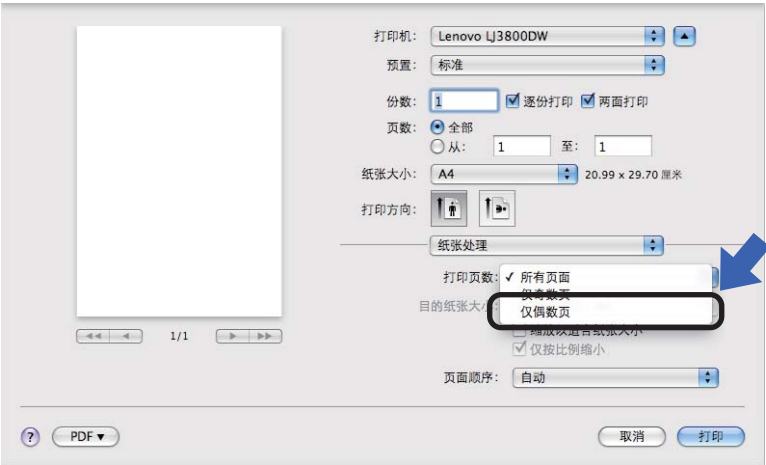 打印机: Lenovo LJ3800DW
预置: 标准
份数: 1 逐份打印 两面打印
页数: 全部
从: 1 至: 1
纸张大小: A4 20.99 x 29.70 厘米
打印方向:
纸张处理
打印页数: ✓ 所有页面
仅奇数页
目的纸张大小: 仅偶数页
缩放以适合纸张大小
仅按比例缩小
页面顺序: 自动
1/1
? PDF▼ 取消 打印